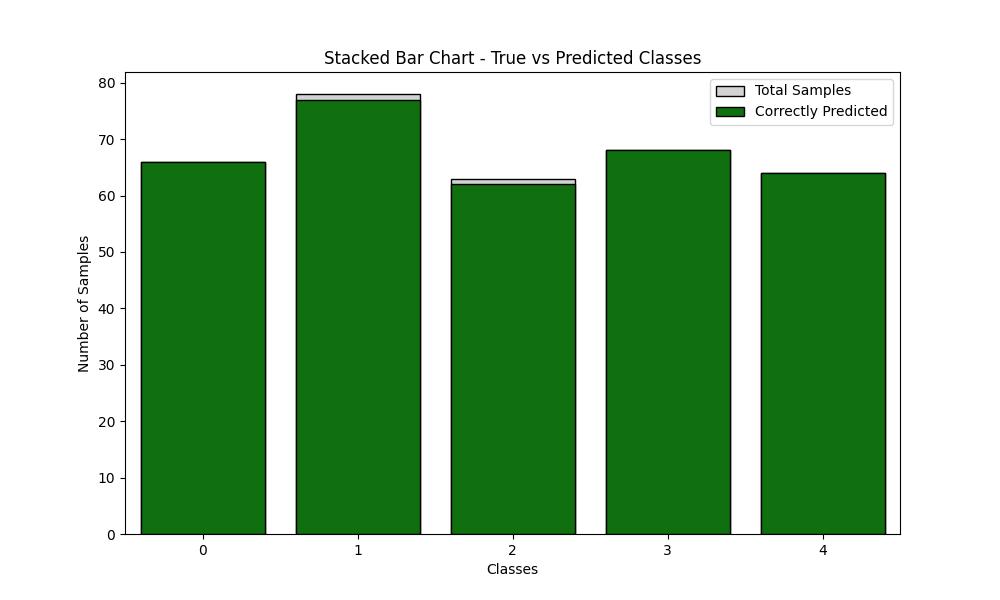 Stacked Bar Chart - True vs Predicted Classes
Total Samples
Correctly Predicted
Number of Samples
80
70
60
50
40
30
20
10
0
0 1 2 3 4
Classes